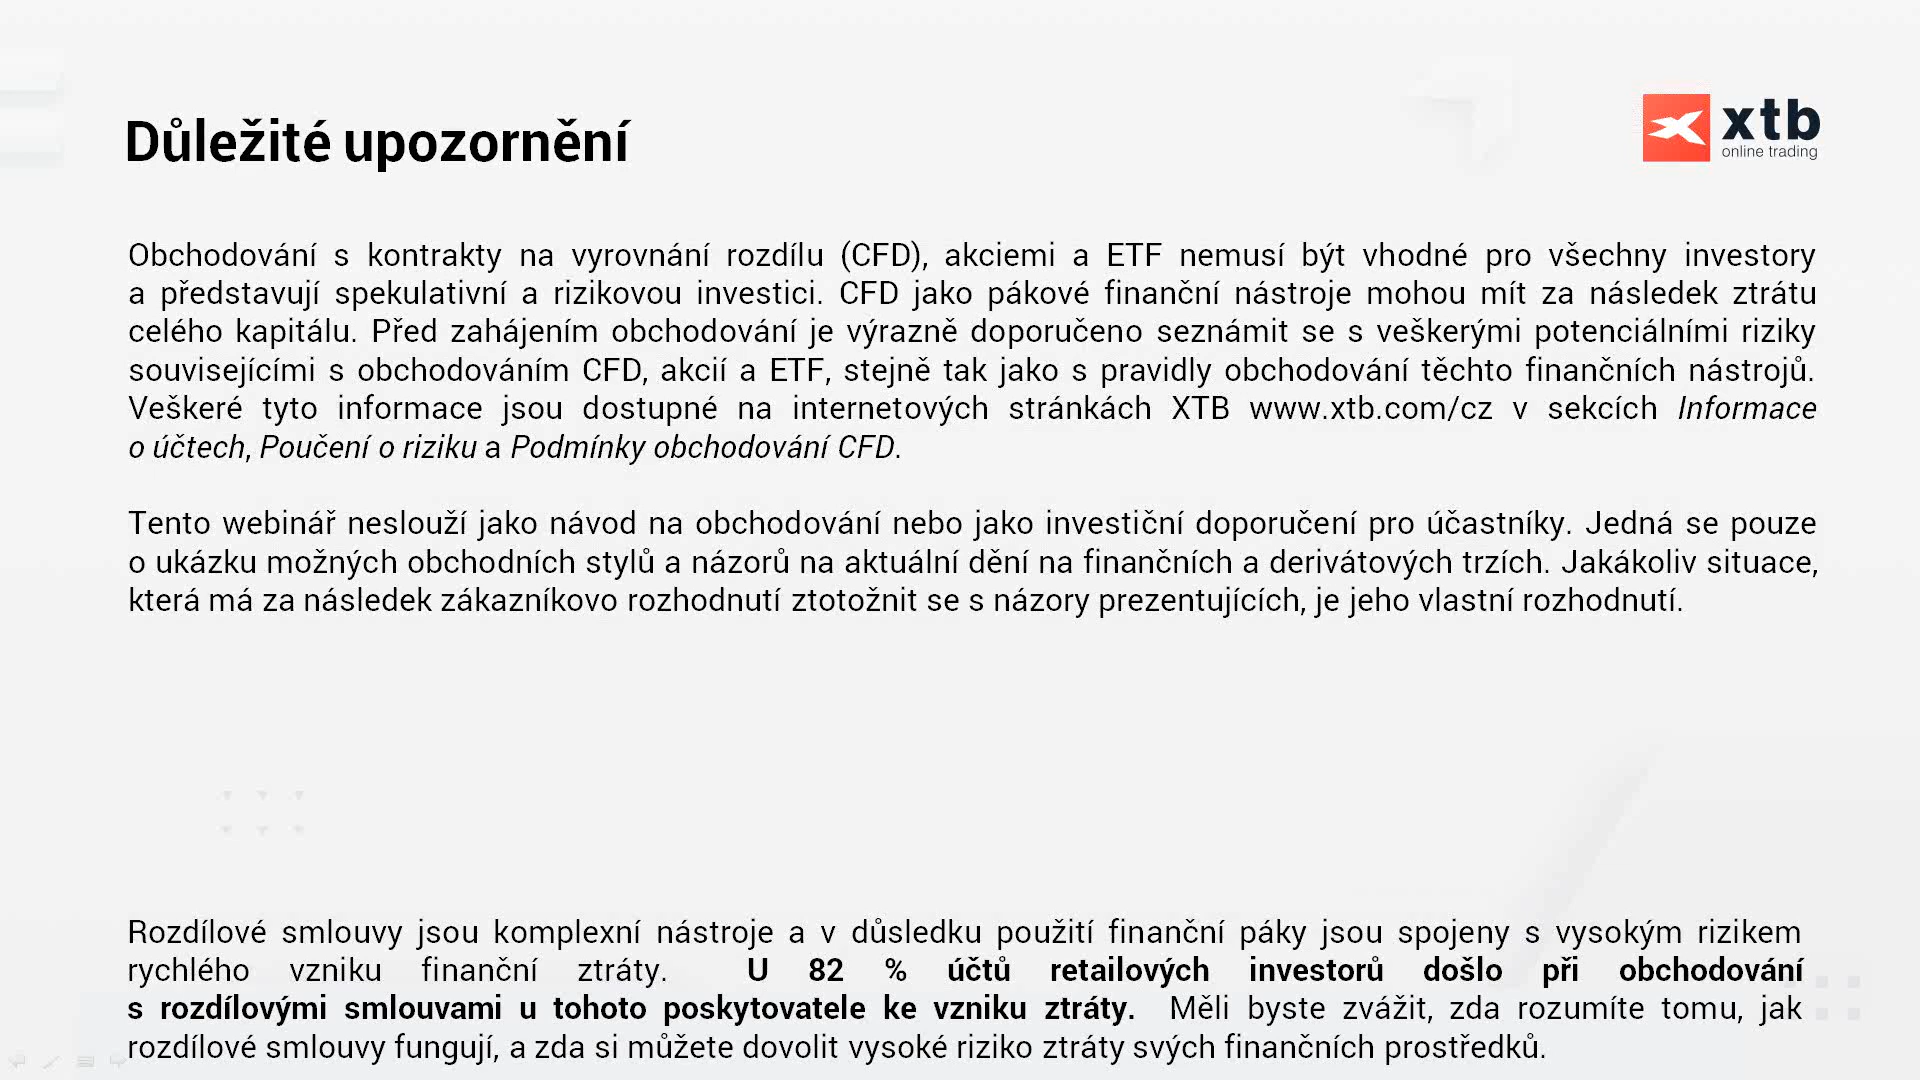 Důležité upozornění
xtb
online trading
Obchodování s kontrakty na vyrovnání rozdílu (CFD), akciemi a ETF nemusí být vhodné pro všechny investory
a představují spekulativní a rizikovou investici. CFD jako pákové finanční nástroje mohou mít za následek ztrátu
celého kapitálu. Před zahájením obchodování je výrazně doporučeno seznámit se s veškerými potenciálními riziky
souvisejícími s obchodováním CFD, akcií a ETF, stejně tak jako s pravidly obchodování těchto finančních nástrojů.
Veškeré tyto informace jsou dostupné na internetových stránkách XTB www.xtb.com/cz v sekcích Informace
o účtech, Poučení o riziku a Podmínky obchodování CFD.
Tento webinář neslouží jako návod na obchodování nebo jako investiční doporučení pro účastníky. Jedná se pouze
o ukázku možných obchodních stylů a názorů na aktuální dění na finančních a derivátových trzích. Jakákoliv situace,
která má za následek zákazníkovo rozhodnutí ztotožnit se s názory prezentujících, je jeho vlastní rozhodnutí.
Rozdílové smlouvy jsou komplexní nástroje a v důsledku použití finanční páky jsou spojeny s vysokým rizikem
rychlého vzniku finanční ztráty. U 82 % účtů retailových investorů došlo při obchodování
s rozdílovými smlouvami u tohoto poskytovatele ke vzniku ztráty. Měli byste zvážit, zda rozumíte tomu, jak
rozdílové smlouvy fungují, a zda si můžete dovolit vysoké riziko ztráty svých finančních prostředků.